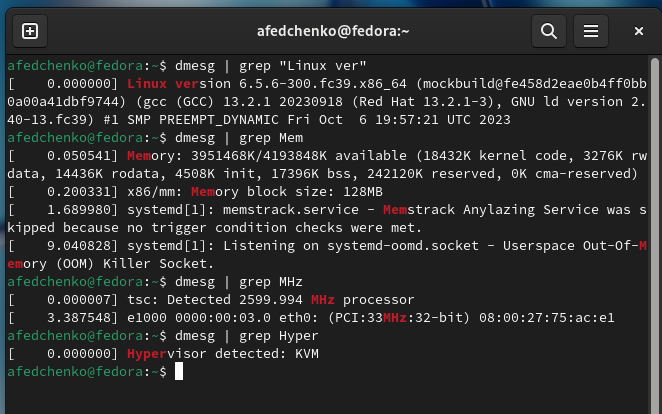 afedchenko@fedora:~
afedchenko@fedora:~$ dmesg | grep "Linux ver"
[    0.000000] Linux version 6.5.6-300.fc39.x86_64 (mockbuild@fe458d2eae0b4ff0bb
0a00a41dbf9744) (gcc (GCC) 13.2.1 20230918 (Red Hat 13.2.1-3), GNU ld version 2.
40-13.fc39) #1 SMP PREEMPT_DYNAMIC Fri Oct  6 19:57:21 UTC 2023
afedchenko@fedora:~$ dmesg | grep Mem
[    0.050541] Memory: 3951468K/4193848K available (18432K kernel code, 3276K rw
data, 14436K rodata, 4508K init, 17396K bss, 242120K reserved, 0K cma-reserved)
[    0.200331] x86/mm: Memory block size: 128MB
[    1.689980] systemd[1]: memstrack.service - Memstrack Anylazing Service was s
kipped because no trigger condition checks were met.
[    9.040828] systemd[1]: Listening on systemd-oomd.socket - Userspace Out-Of-M
emory (OOM) Killer Socket.
afedchenko@fedora:~$ dmesg | grep MHz
[    0.000007] tsc: Detected 2599.994 MHz processor
[    3.387548] e1000 0000:00:03.0 eth0: (PCI:33MHz:32-bit) 08:00:27:75:ac:e1
afedchenko@fedora:~$ dmesg | grep Hyper
[    0.000000] Hypervisor detected: KVM
afedchenko@fedora:~$